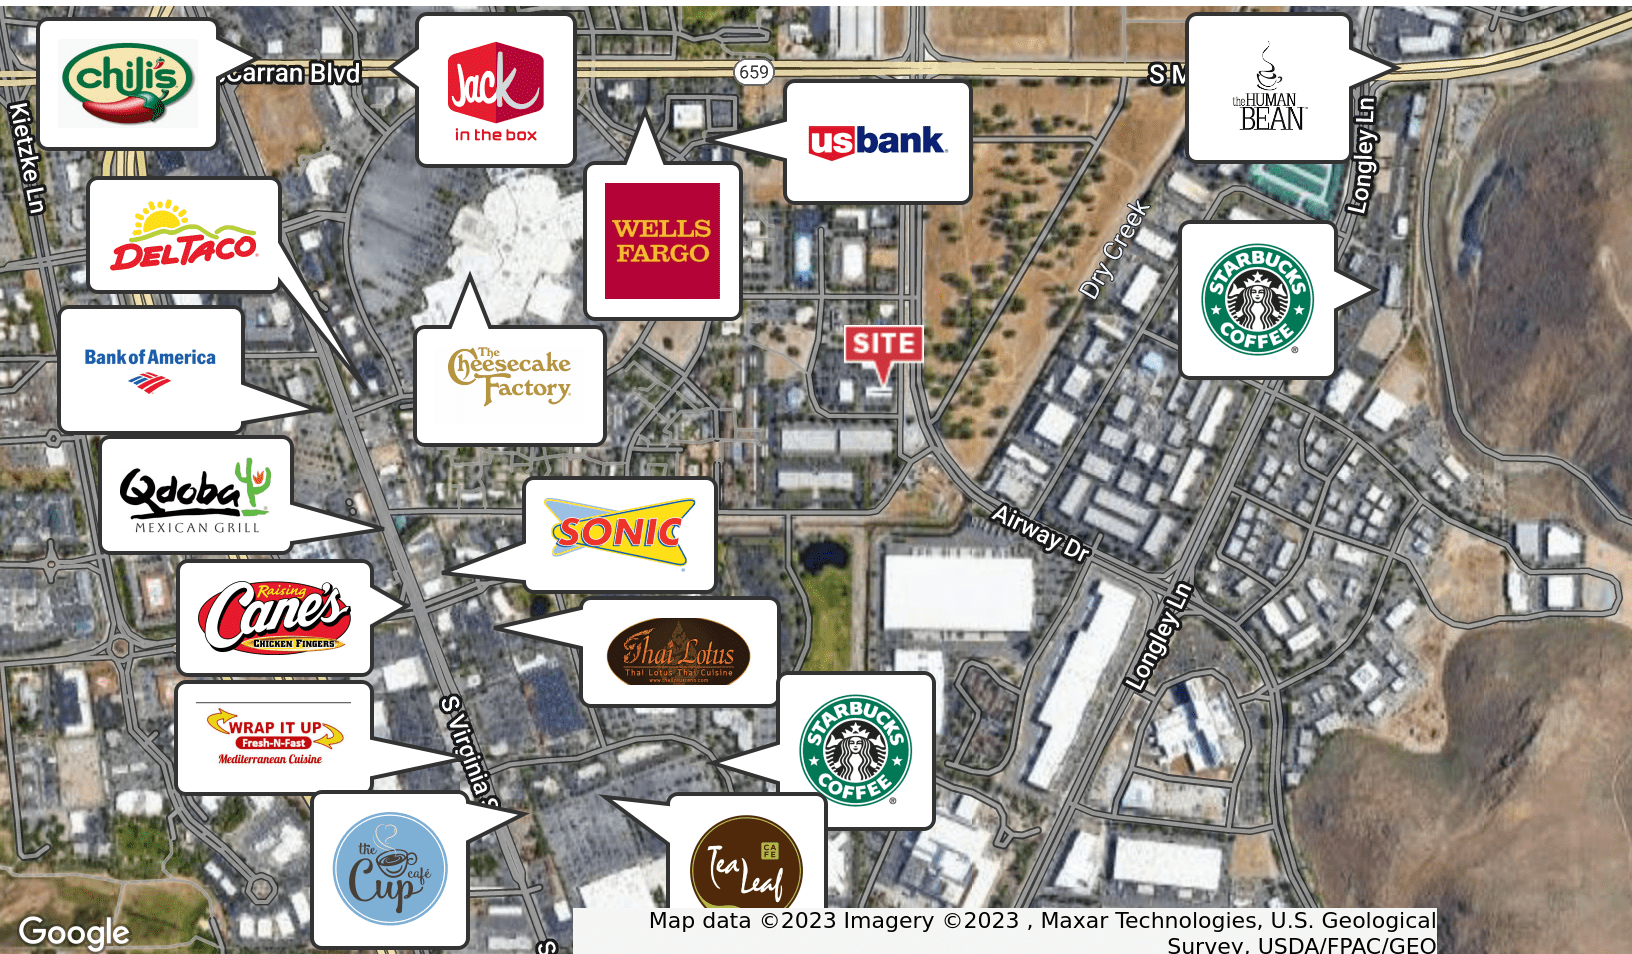 chili's
Carran Blvd
Jack
in the box
659
usbank
S M
the HUMAN
BEAN
Kietzke Ln
Longley Ln
DEL TACO
WELLS
FARGO
Dry Creek
STARBUCKS
COFFEE
Bank of America
The
Cheesecake
Factory
SITE
Qdoba
MEXICAN GRILL
SONIC
Airway Dr
Raising
Cane's
CHICKEN FINGERS
Thai Lotus
Thai Lotus Thai Cuisine
Longley Ln
WRAP IT UP
Fresh-N-Fast
Mediterranean Cuisine
S Virginia S
STARBUCKS
COFFEE
the
Cup
café
CA
FE
Tea
Leaf
S
Google
Map data ©2023 Imagery ©2023 , Maxar Technologies, U.S. Geological
Survey, USDA/FPAC/GEO